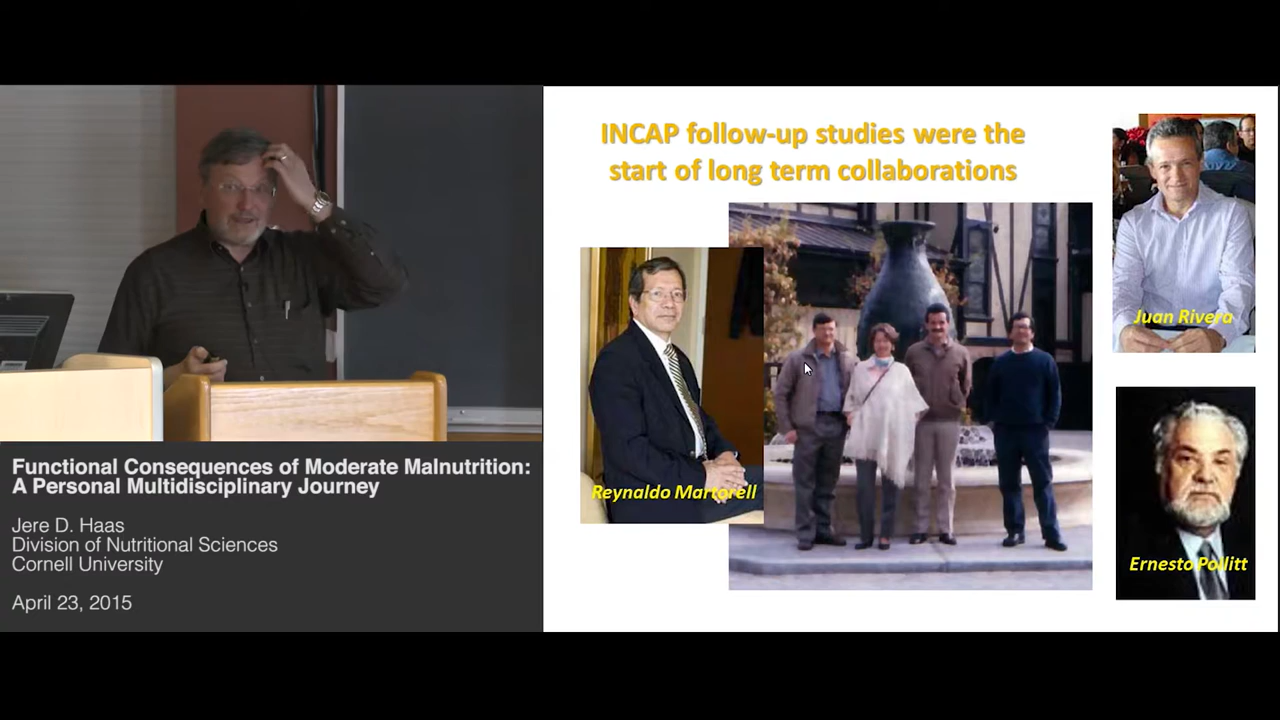 INCAP follow-up studies were the
start of long term collaborations
Juan Rivera
Reynaldo Martorell
Ernesto Pollitt
Functional Consequences of Moderate Malnutrition:
A Personal Multidisciplinary Journey
Jere D. Haas
Division of Nutritional Sciences
Cornell University
April 23, 2015